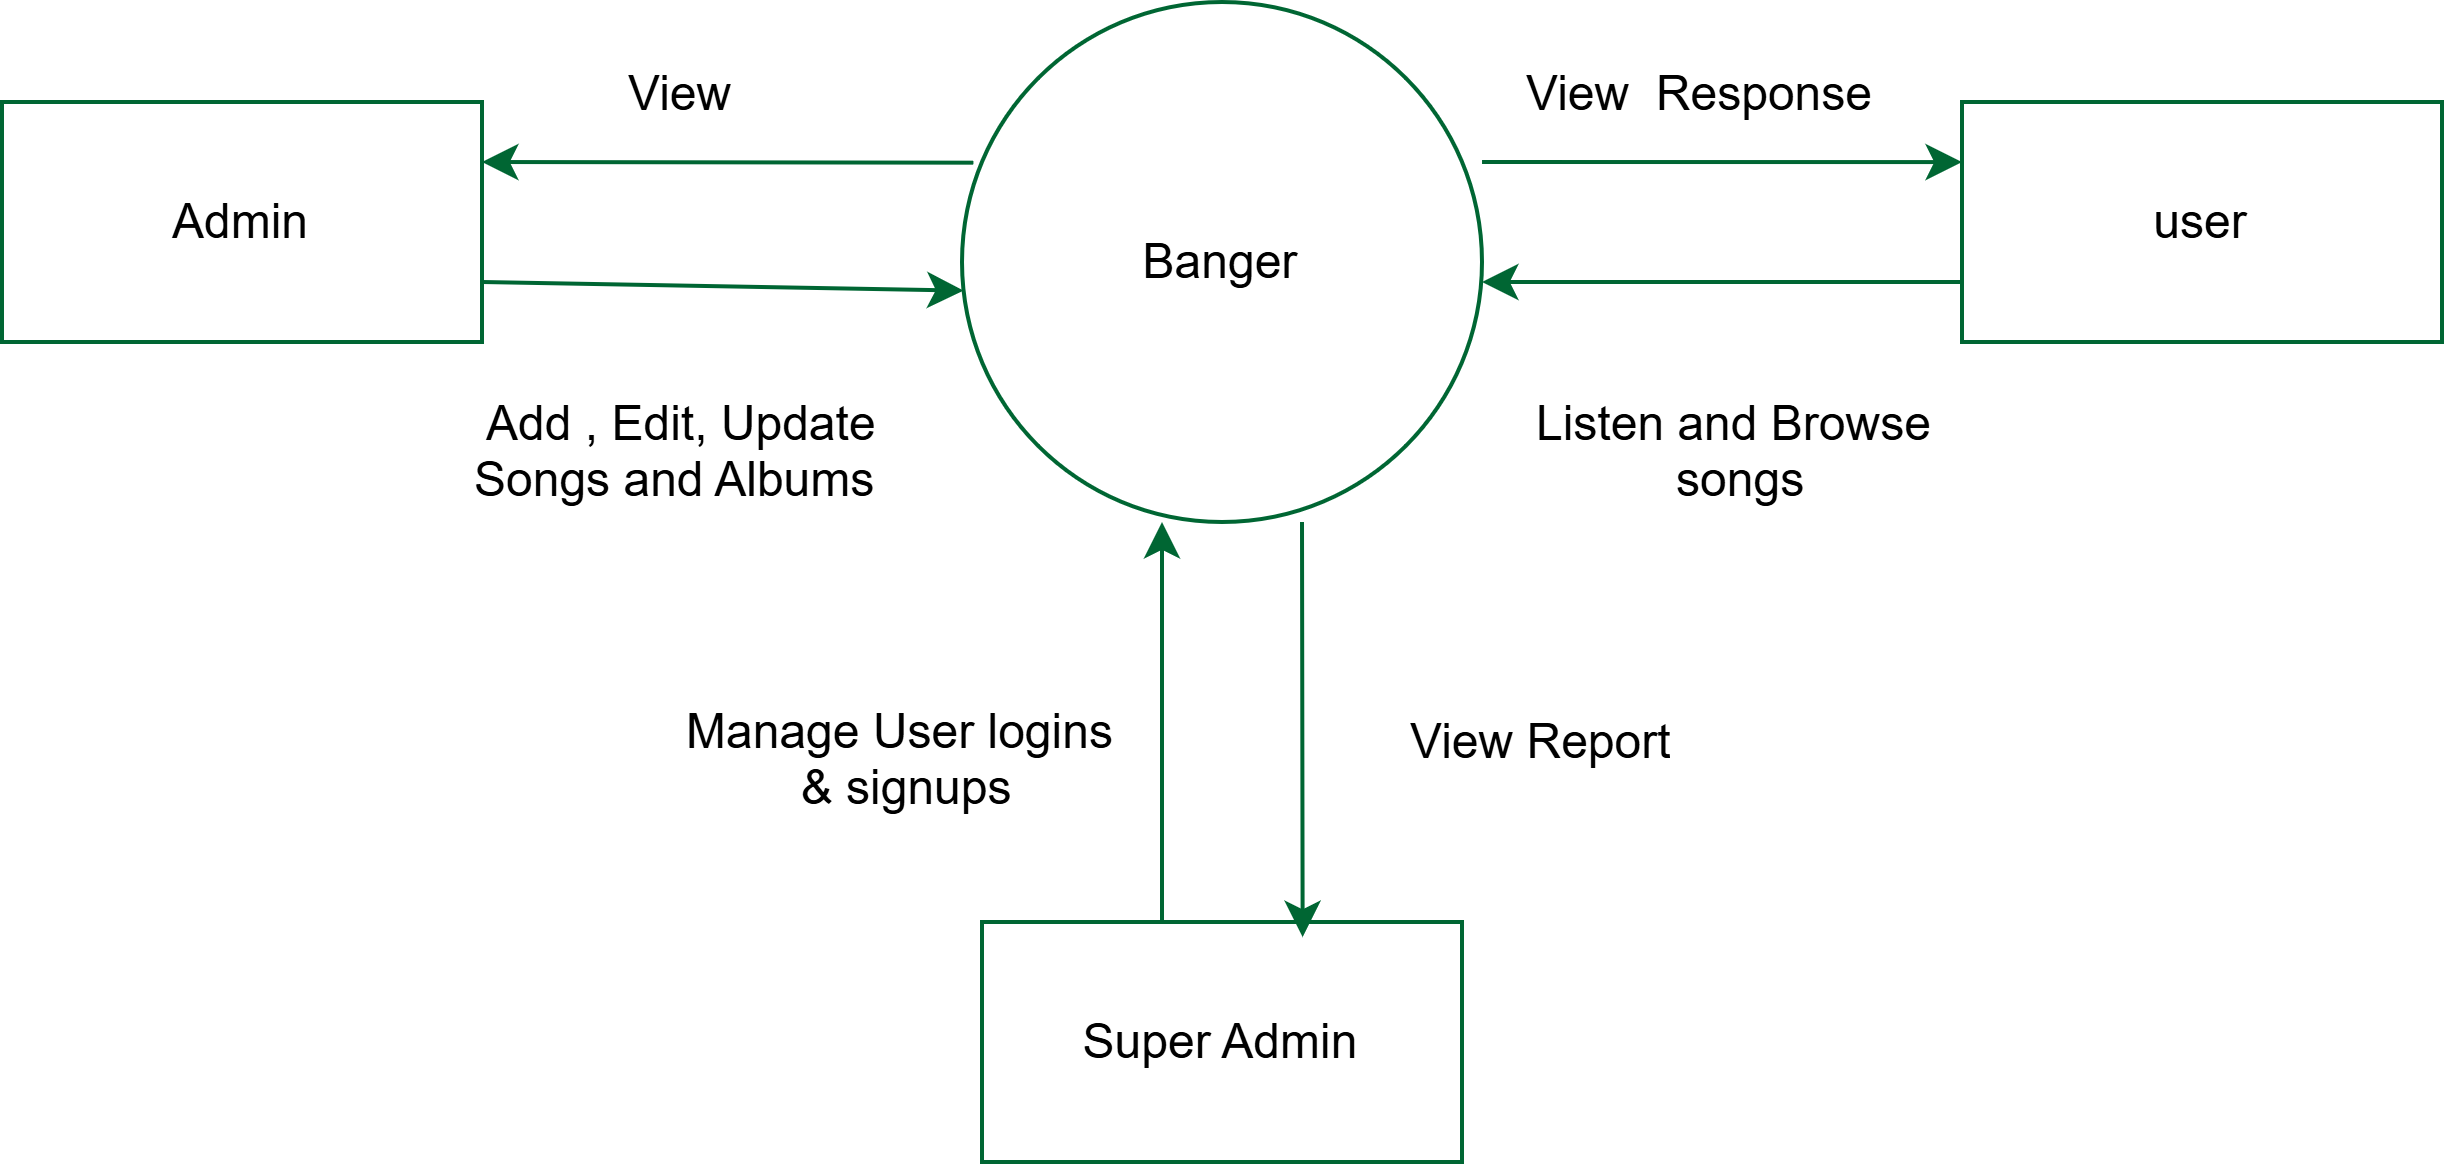 View
View  Response
Admin
Banger
user
Add , Edit, Update
Songs and Albums
Listen and Browse
songs
Manage User logins
& signups
View Report
Super Admin